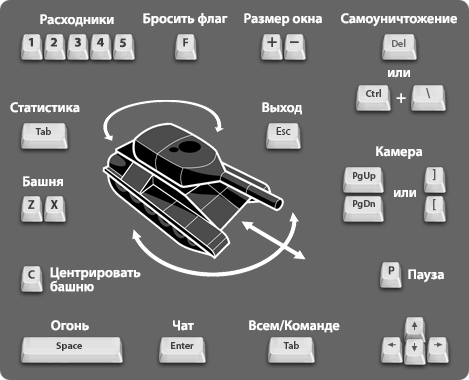 Расходники
Бросить флаг
Размер окна
Самоуничтожение
1 2 3 4 5
F
+ −
Del
или
Ctrl + \
Статистика
Выход
Tab
Esc
Камера
PgUp
]
или
PgDn
[
Башня
Z X
C
Центрировать
башню
P
Пауза
Огонь
Чат
Всем/Команде
Space
Enter
Tab